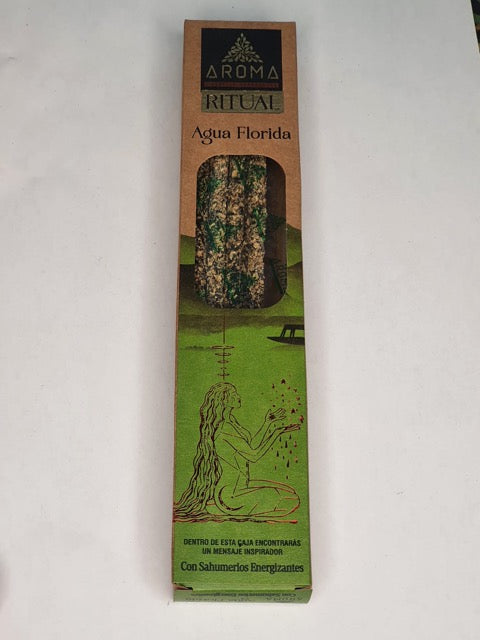 AROMA
RITUAL
Agua Florida
DENTRO DE ESTA CAJA ENCONTRARÁS
UN MENSAJE INSPIRADOR
Con Sahumerios Energizantes